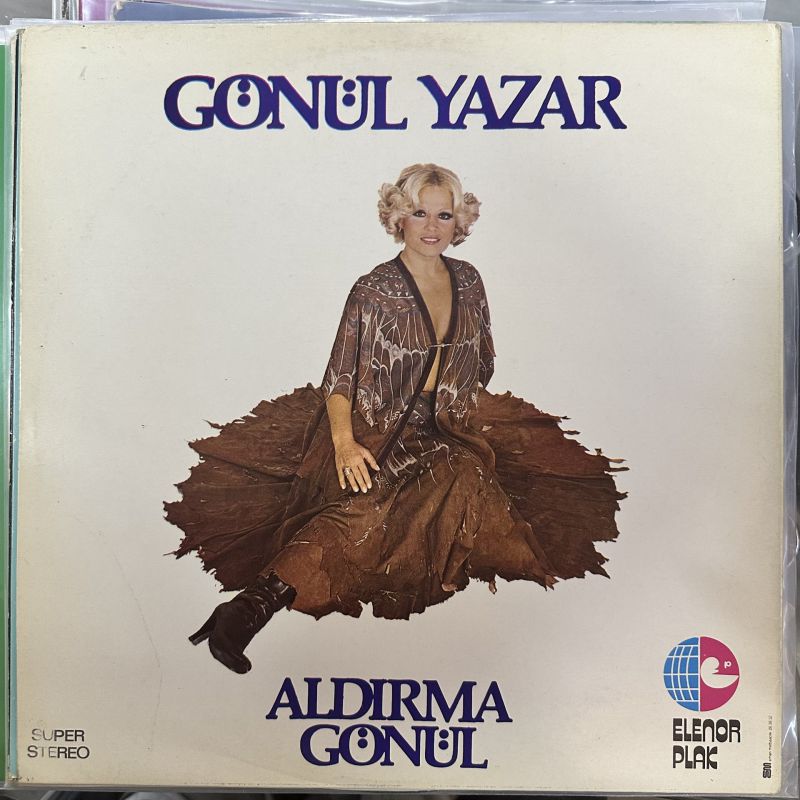 GÖNÜL YAZAR
ALDIRMA
GÖNÜL
SUPER
STEREO
ELENOR
PLAK